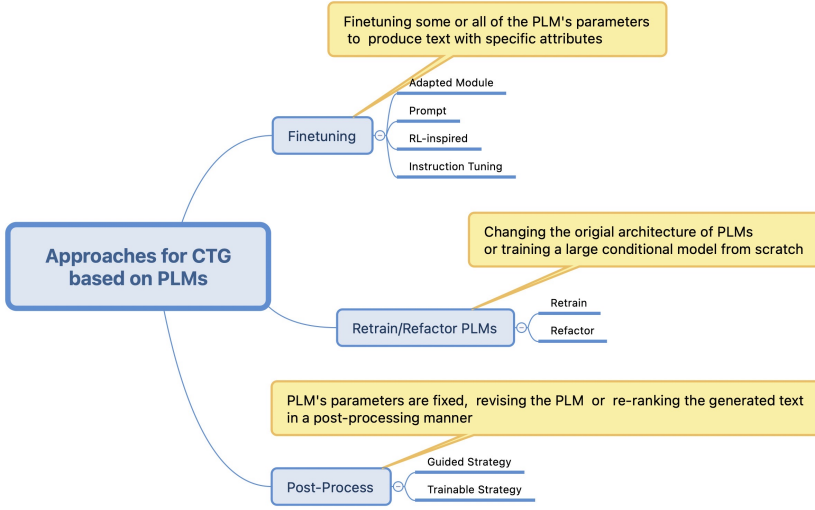 Finetuning some or all of the PLM's parameters
to produce text with specific attributes
Adapted Module
Prompt
Finetuning
RL-inspired
Instruction Tuning
Approaches for CTG
based on PLMs
Changing the origial architecture of PLMs
or training a large conditional model from scratch
Retrain
Retrain/Refactor PLMs
Refactor
PLM's parameters are fixed, revising the PLM or re-ranking the generated text
in a post-processing manner
Guided Strategy
Post-Process
Trainable Strategy